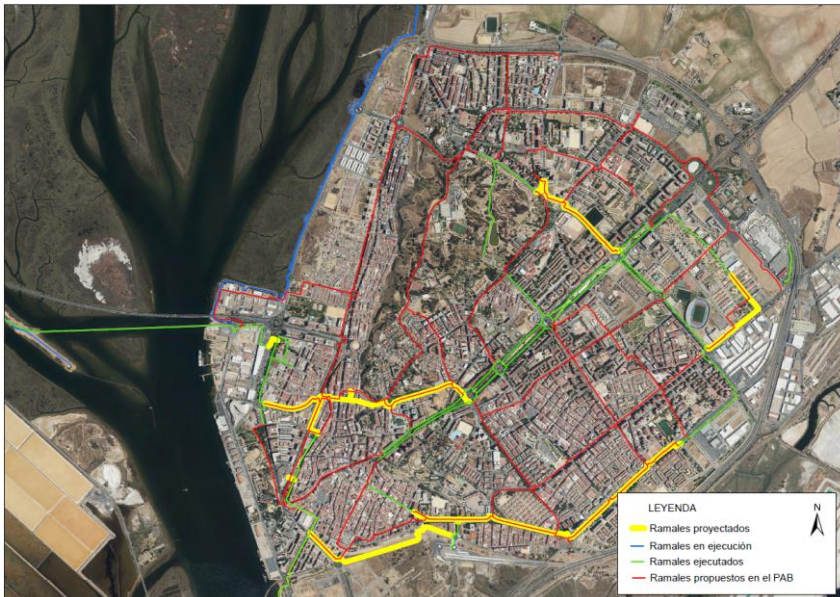 LEYENDA
N
Ramales proyectados
Ramales en ejecución
Ramales ejecutados
Ramales propuestos en el PAB